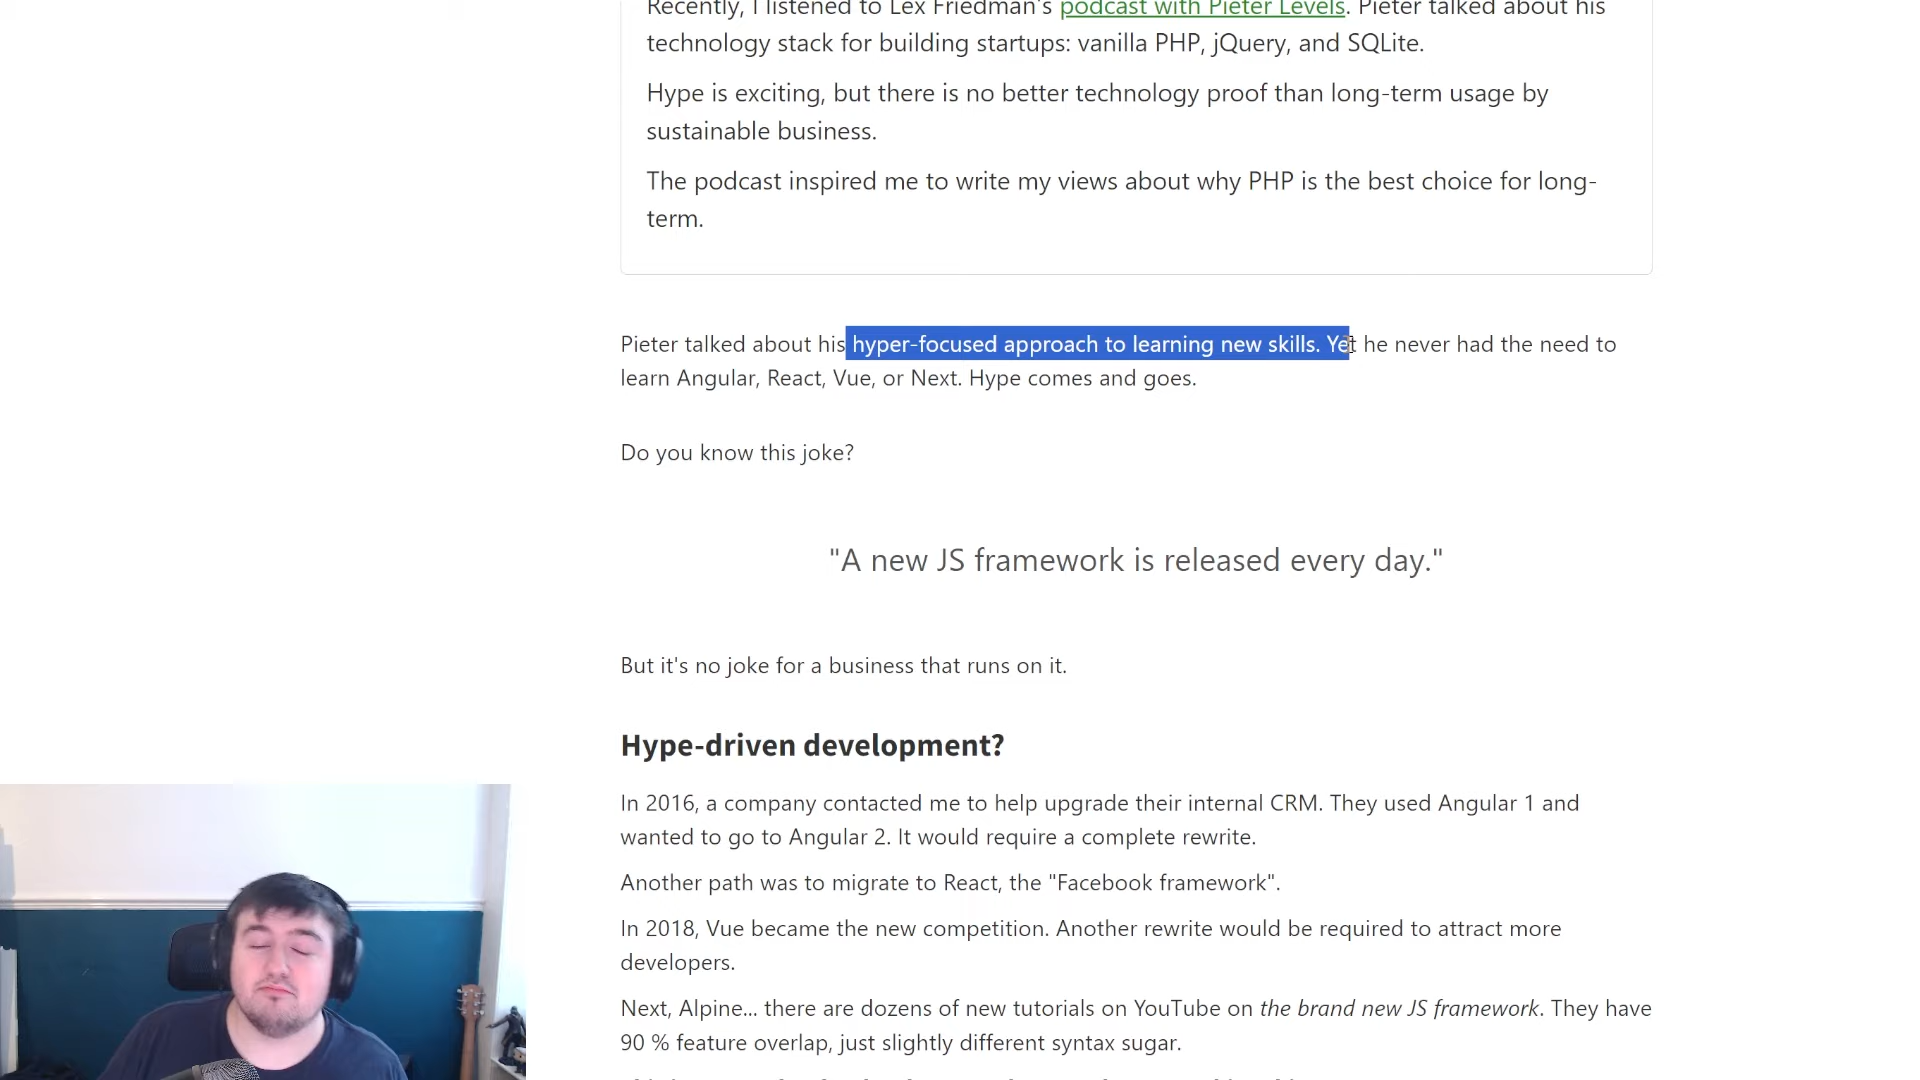 Recently, I listened to Lex Friedman's podcast with Pieter Levels. Pieter talked about his
technology stack for building startups: vanilla PHP, jQuery, and SQLite.
Hype is exciting, but there is no better technology proof than long-term usage by
sustainable business.
The podcast inspired me to write my views about why PHP is the best choice for long-
term.
Pieter talked about his hyper-focused approach to learning new skills. Yet he never had the need to
learn Angular, React, Vue, or Next. Hype comes and goes.
Do you know this joke?
"A new JS framework is released every day."
But it's no joke for a business that runs on it.
Hype-driven development?
In 2016, a company contacted me to help upgrade their internal CRM. They used Angular 1 and
wanted to go to Angular 2. It would require a complete rewrite.
Another path was to migrate to React, the "Facebook framework".
In 2018, Vue became the new competition. Another rewrite would be required to attract more
developers.
Next, Alpine... there are dozens of new tutorials on YouTube on the brand new JS framework. They have
90 % feature overlap, just slightly different syntax sugar.